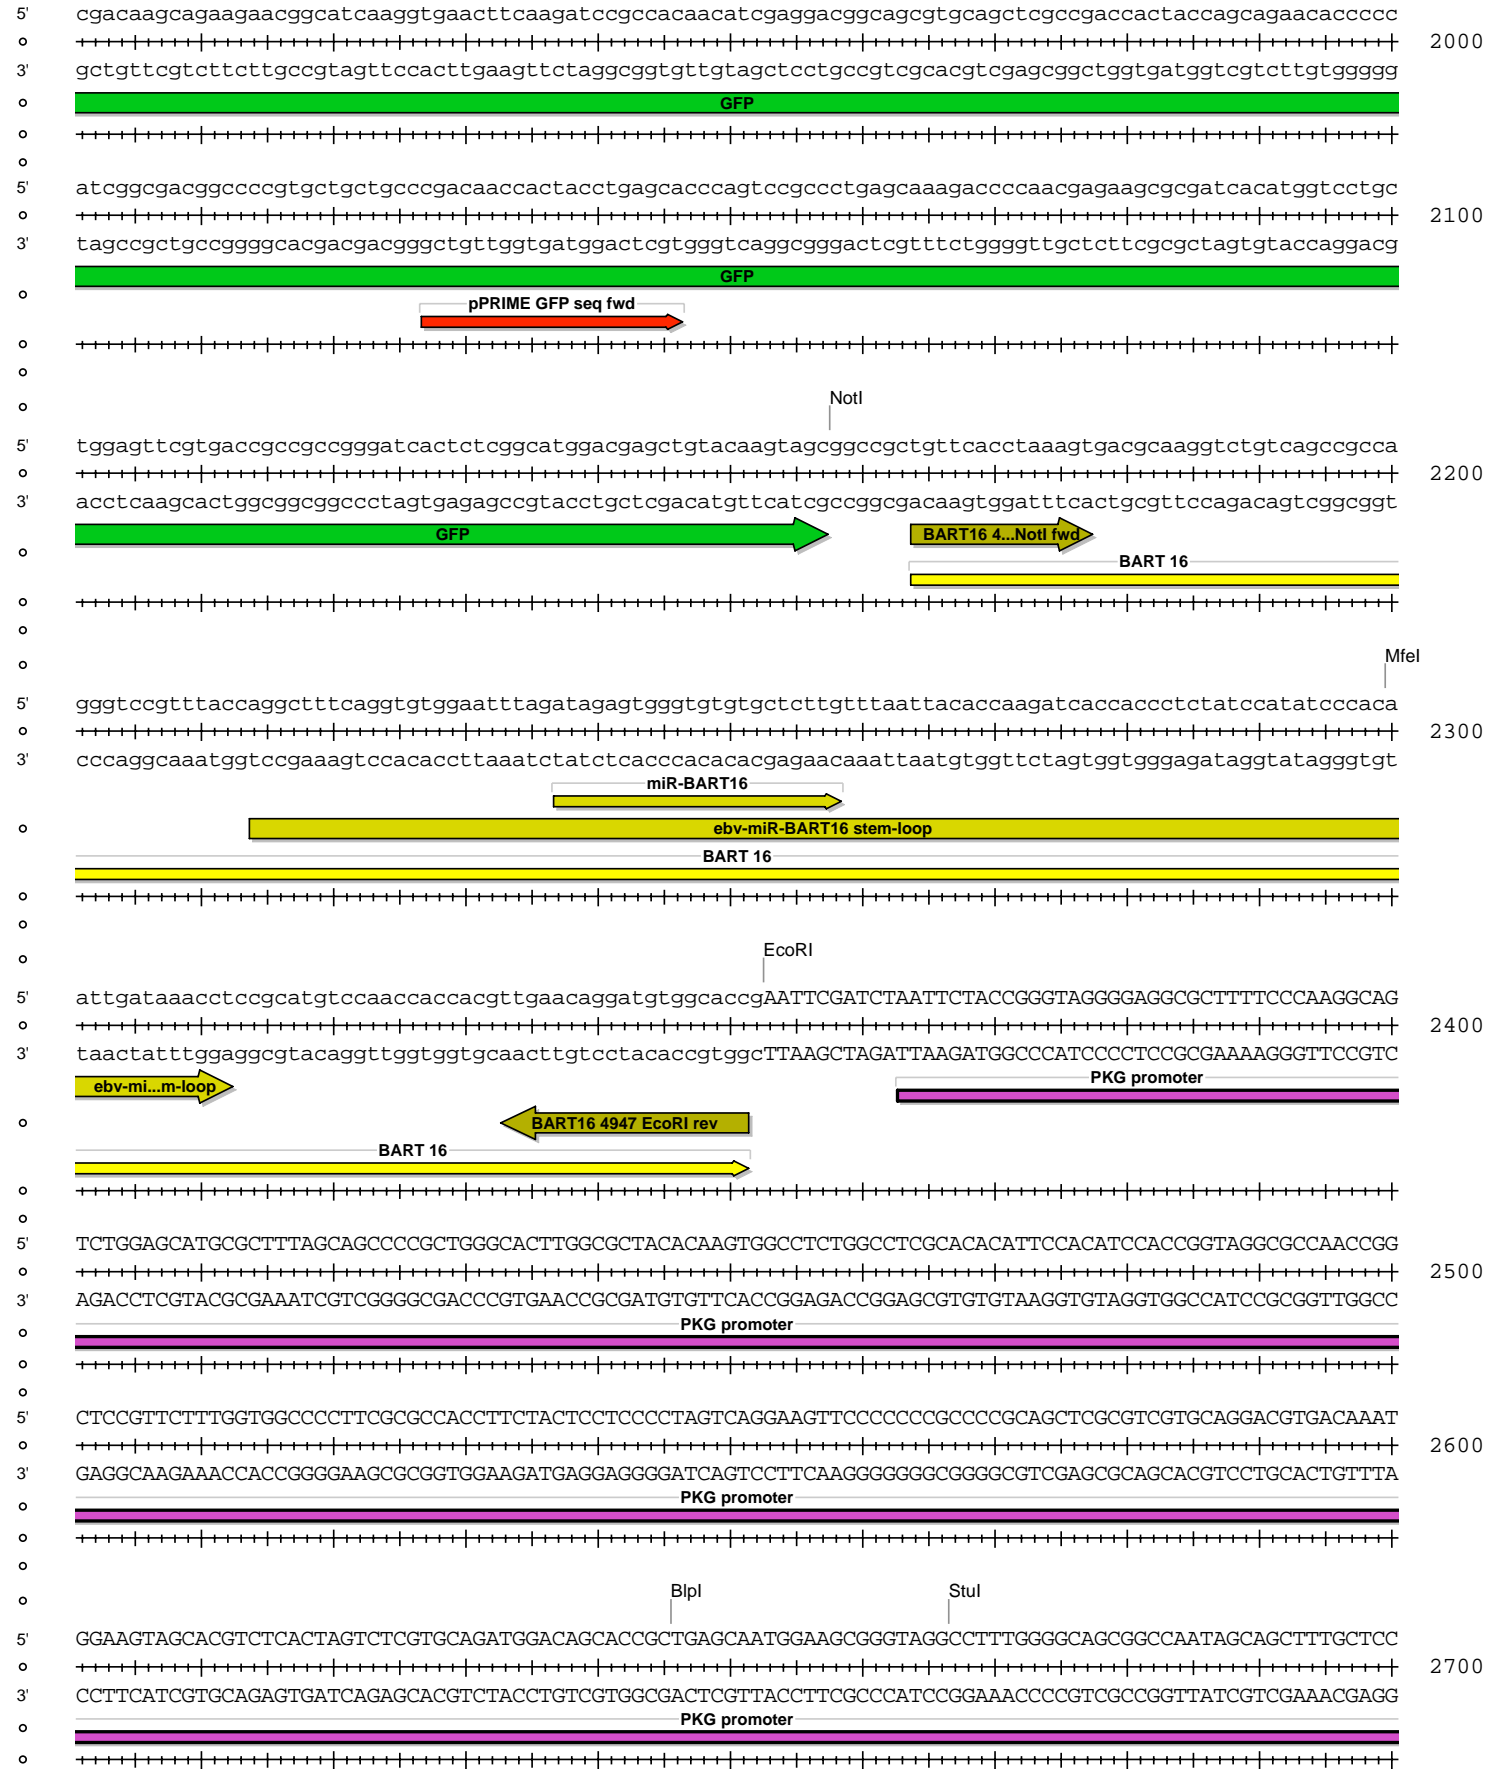 5' cgacaagcagaagaacggcatcaaggtgaacttcaagatccgccacaacatcgaggacggcagcgtgcagctcgccgaccactaccagcagaacaccccc
2000
3' gctgttcgtcttcttgccgtagttccacttgaagttctaggcggtgttgtagctcctgccgtcgcacgtcgagcggctggtgatggtcgtcttgtggggg
GFP
5' atcggcgacggccccgtgctgctgcccgacaaccactacctgagcacccagtccgccctgagcaaagaccccaacgagaagcgcgatcacatggtcctgc
2100
3' tagccgctgccggggcacgacgacgggctgttggtgatggactcgtgggtcaggcgggactcgtttctggggttgctcttcgcgctagtgtaccaggacg
GFP
pPRIME GFP seq fwd
NotI
5' tggagttcgtgaccgccgccgggatcactctcggcatggacgagctgtacaagtagcggccgctgttcacctaaagtgacgcaaggtctgtcagccgcca
2200
3' acctcaagcactggcggcggccctagtgagagccgtacctgctcgacatgttcatcgccggcgacaagtggatttcactgcgttccagacagtcggcggt
GFP
BART16 4...NotI fwd
BART 16
MfeI
5' gggtccgtttaccaggctttcaggtgtggaatttagatagagtgggtgtgtgctcttgtttaattacaccaagatcaccaccctctatccatatcccaca
2300
3' cccaggcaaatggtccgaaagtccacaccttaaatctatctcacccacacacgagaacaaattaatgtggttctagtggtgggagataggtatagggtgt
miR-BART16
ebv-miR-BART16 stem-loop
BART 16
EcoRI
5' attgataaacctccgcatgtccaaccaccacgttgaacaggatgtggcaccgAATTCGATCTAATTCTACCGGGTAGGGGAGGCGCTTTTCCCAAGGCAG
2400
3' taactatttggaggcgtacaggttggtggtgcaacttgtcctacaccgtggcTTAAGCTAGATTAAGATGGCCCATCCCCTCCGCGAAAAGGGTTCCGTC
PKG promoter
ebv-mi...m-loop
BART16 4947 EcoRI rev
BART 16
5' TCTGGAGCATGCGCTTTAGCAGCCCCGCTGGGCACTTGGCGCTACACAAGTGGCCTCTGGCCTCGCACACATTCCACATCCACCGGTAGGCGCCAACCGG
2500
3' AGACCTCGTACGCGAAATCGTCGGGGCGACCCGTGAACCGCGATGTGTTCACCGGAGACCGGAGCGTGTGTAAGGTGTAGGTGGCCATCCGCGGTTGGCC
PKG promoter
5' CTCCGTTCTTTGGTGGCCCCTTCGCGCCACCTTCTACTCCTCCCCTAGTCAGGAAGTTCCCCCCCGCCCCGCAGCTCGCGTCGTGCAGGACGTGACAAAT
2600
3' GAGGCAAGAAACCACCGGGGAAGCGCGGTGGAAGATGAGGAGGGGATCAGTCCTTCAAGGGGGGGCGGGGCGTCGAGCGCAGCACGTCCTGCACTGTTTA
PKG promoter
BlpI StuI
5' GGAAGTAGCACGTCTCACTAGTCTCGTGCAGATGGACAGCACCGCTGAGCAATGGAAGCGGGTAGGCCTTTGGGGCAGCGGCCAATAGCAGCTTTGCTCC
2700
3' CCTTCATCGTGCAGAGTGATCAGAGCACGTCTACCTGTCGTGGCGACTCGTTACCTTCGCCCATCCGGAAACCCCGTCGCCGGTTATCGTCGAAACGAGG
PKG promoter